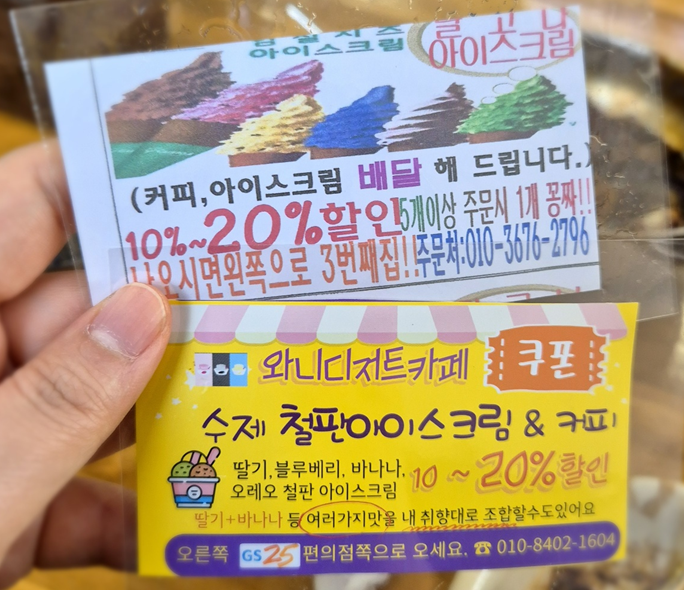 아이스크림
아이스크림
(커피,아이스크림 배달 해 드립니다.)
10%~20%할인 5개이상 주문시 1개 꽁짜!!
나오시면왼쪽으로 3번째집!! 주문처:010-3676-2796
와니디저트카페 쿠폰
수제 철판아이스크림 & 커피
딸기,블루베리, 바나나,
오레오 철판 아이스크림
10 ~ 20%할인
딸기+바나나 등 여러가지맛을 내 취향대로 조합할수도있어요
오른쪽 GS25 편의점쪽으로 오세요. ☎ 010-8402-1604